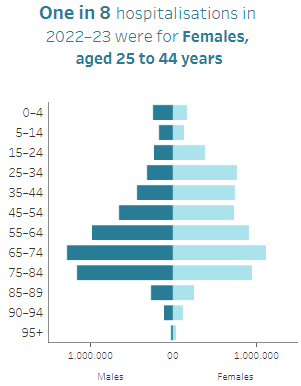 One in 8 hospitalisations in
2022–23 were for Females,
aged 25 to 44 years
0–4
5–14
15–24
25–34
35–44
45–54
55–64
65–74
75–84
85–89
90–94
95+
1,000,000 00 1,000,000
Males Females